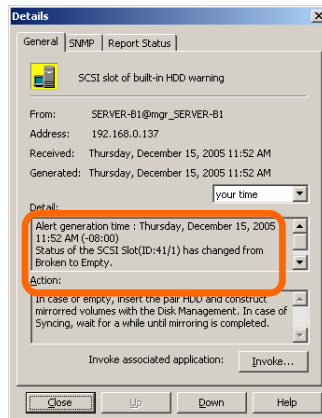 Details
General SNMP Report Status
SCSI slot of built-in HDD warning
From: SERVER-B1@mgr_SERVER-B1
Address: 192.168.0.137
Received: Thursday, December 15, 2005 11:52 AM
Generated: Thursday, December 15, 2005 11:52 AM
your time
Detail:
Alert generation time : Thursday, December 15, 2005
11:52 AM (-08:00)
Status of the SCSI Slot(ID:41/1) has changed from
Broken to Empty.
Action:
In case of empty, insert the pair HDD and construct
mirrorred volumes with the Disk Management. In case of
Syncing, wait for a while until mirroring is completed.
Invoke associated application: Invoke...
Close Up Down Help